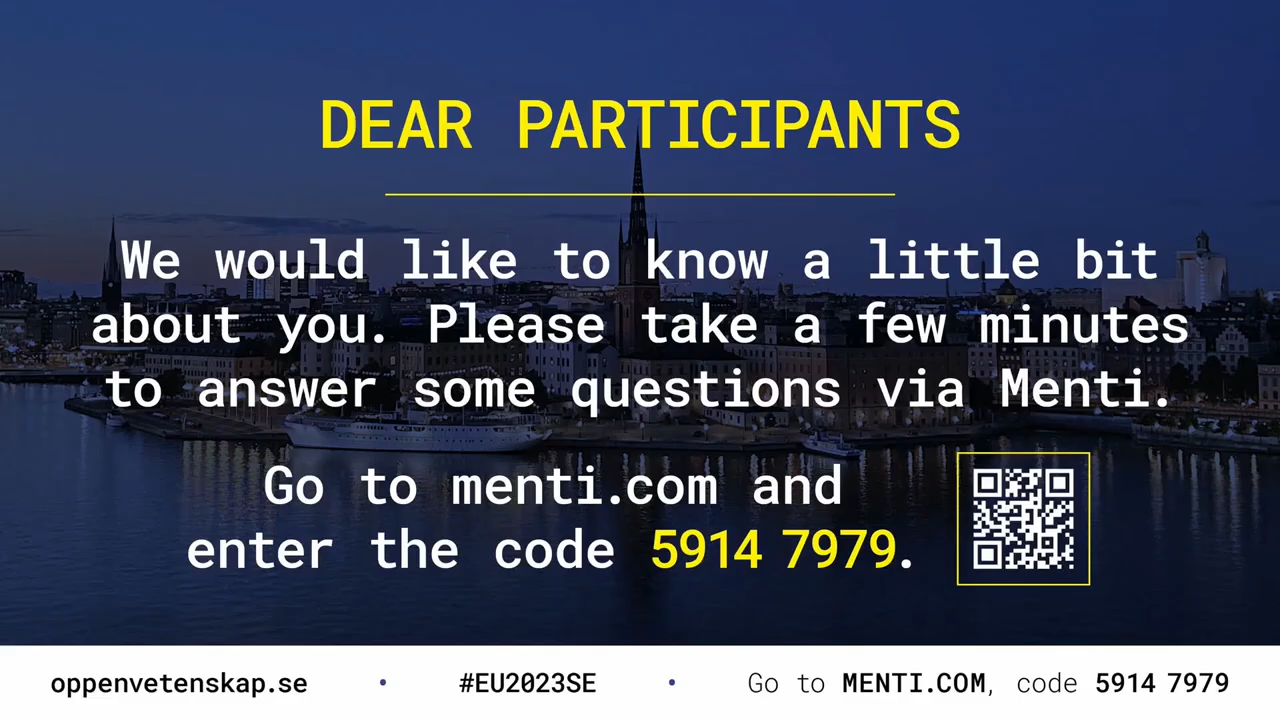 DEAR PARTICIPANTS
We would like to know a little bit
about you. Please take a few minutes
to answer some questions via Menti.
Go to menti.com and
enter the code 5914 7979.
oppenvetenskap.se • #EU2023SE • Go to MENTI.COM, code 5914 7979